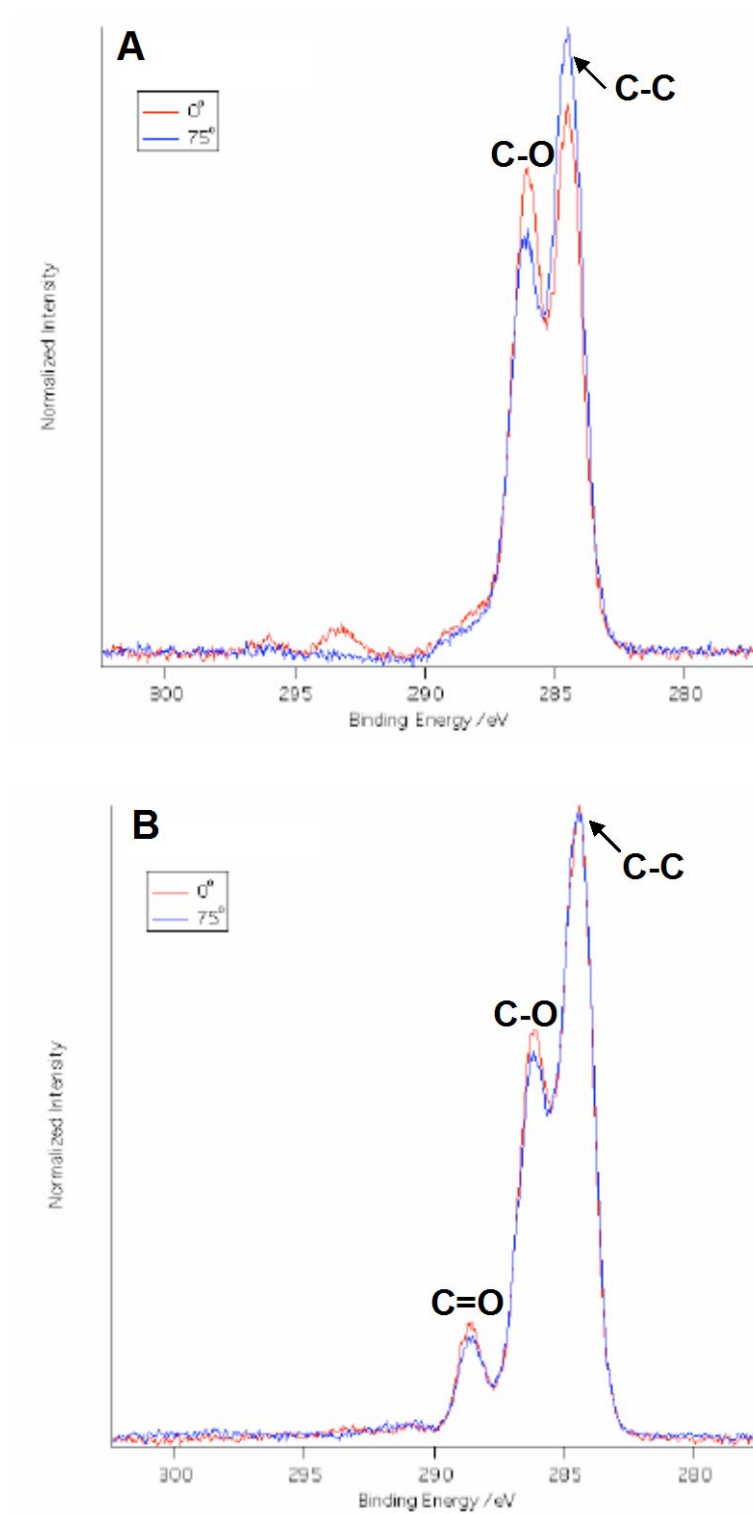 A
0°
75°
C-C
C-O
Normalized Intensity
300 295 290 285 280
Binding Energy /eV
B
0°
75°
C-C
C-O
C=O
Normalized Intensity
300 295 290 285 280
Binding Energy /eV